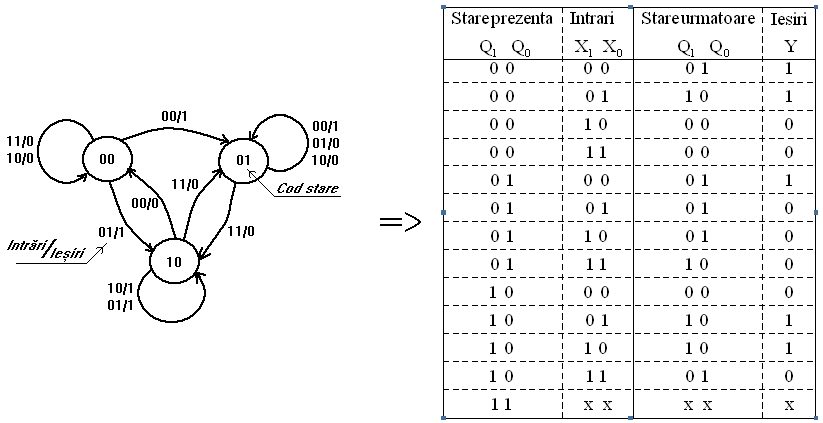 00/1
11/0
10/0
00
01
00/1
01/0
10/0
11/0
Cod stare
00/0
01/1
11/0
Intrări/Ieşiri
10
10/1
01/1
=>
Stare prezenta Intrari Stare urmatoare Iesiri
Q1 Q0 X1 X0 Q1 Q0 Y
0 0 0 0 0 1 1
0 0 0 1 1 0 1
0 0 1 0 0 0 0
0 0 1 1 0 0 0
0 1 0 0 0 1 1
0 1 0 1 0 1 0
0 1 1 0 0 1 0
0 1 1 1 1 0 0
1 0 0 0 0 0 0
1 0 0 1 1 0 1
1 0 1 0 1 0 1
1 0 1 1 0 1 0
1 1 x x x x x